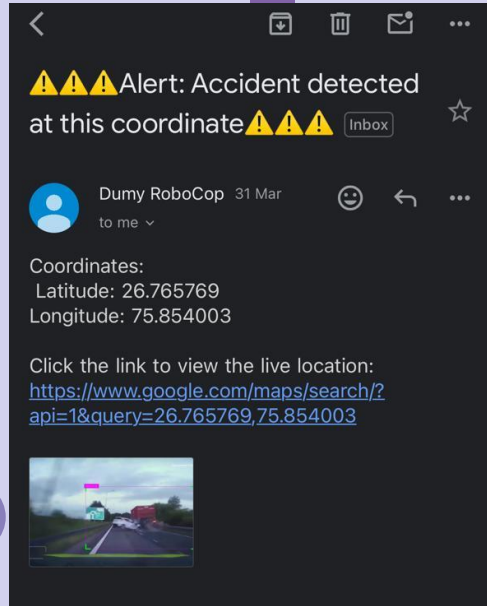 ⚠️⚠️⚠️Alert: Accident detected
at this coordinate⚠️⚠️⚠️ Inbox
Dumy RoboCop 31 Mar
to me
Coordinates:
Latitude: 26.765769
Longitude: 75.854003
Click the link to view the live location:
https://www.google.com/maps/search/?
api=1&query=26.765769,75.854003